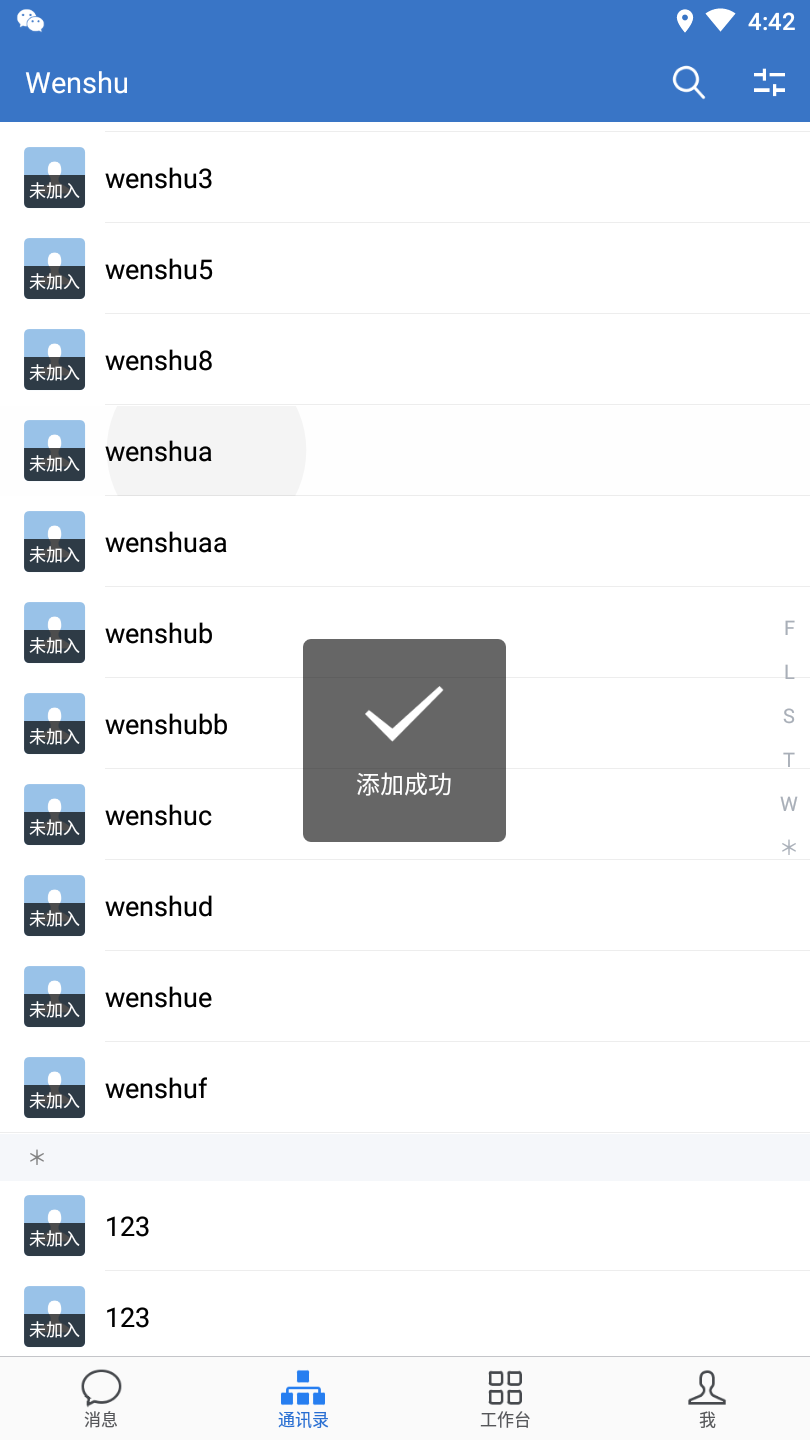 4:42
Wenshu
未加入
wenshu3
未加入
wenshu5
未加入
wenshu8
未加入
wenshua
未加入
wenshuaa
未加入
wenshub
未加入
wenshubb
未加入
wenshuc
未加入
wenshud
未加入
wenshue
未加入
wenshuf
添加成功
F
L
S
T
W
*
*
未加入
123
未加入
123
消息
通讯录
工作台
我